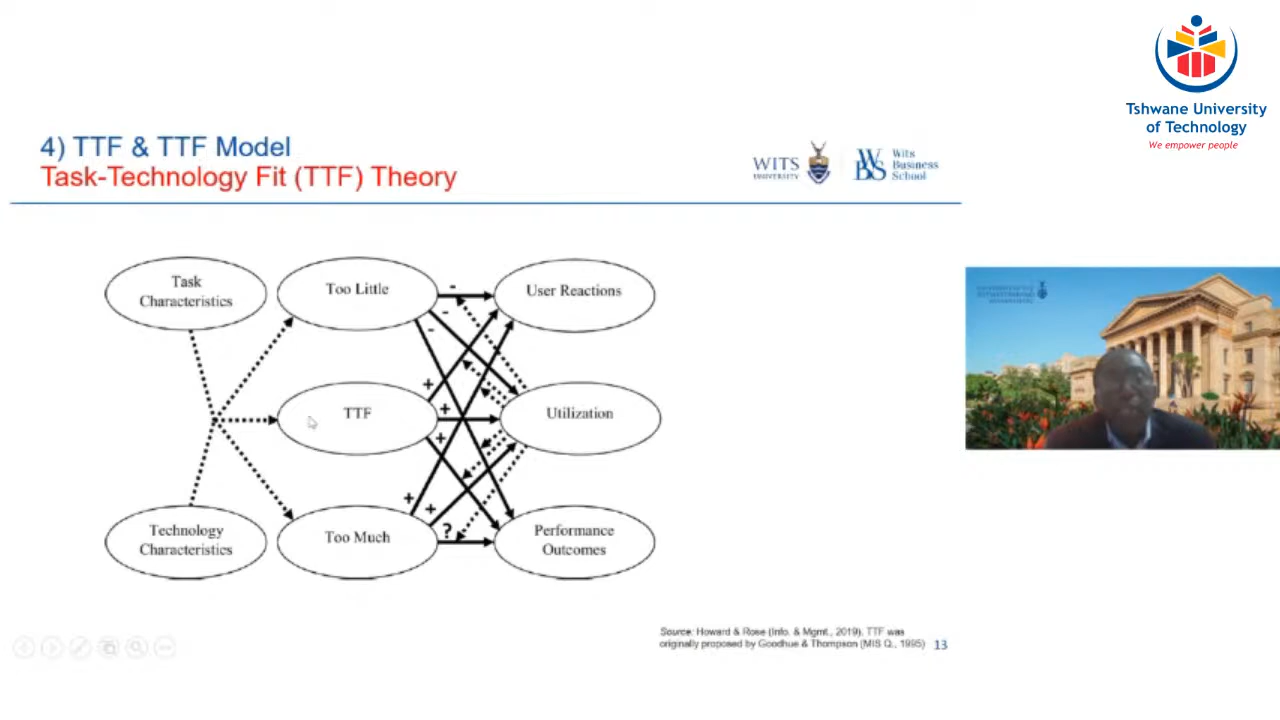 Tshwane University
of Technology
We empower people
4) TTF & TTF Model
Task-Technology Fit (TTF) Theory
WITS
UNIVERSITY
WBS
Wits
Business
School
Task
Characteristics
Too Little
User Reactions
-
-
-
+
TTF
+
Utilization
+
+
+
Technology
Characteristics
Too Much
?
Performance
Outcomes
Source: Howard & Rose (Info. & Mgmt., 2019). TTF was
originally proposed by Goodhue & Thompson (MIS Q., 1995)
13